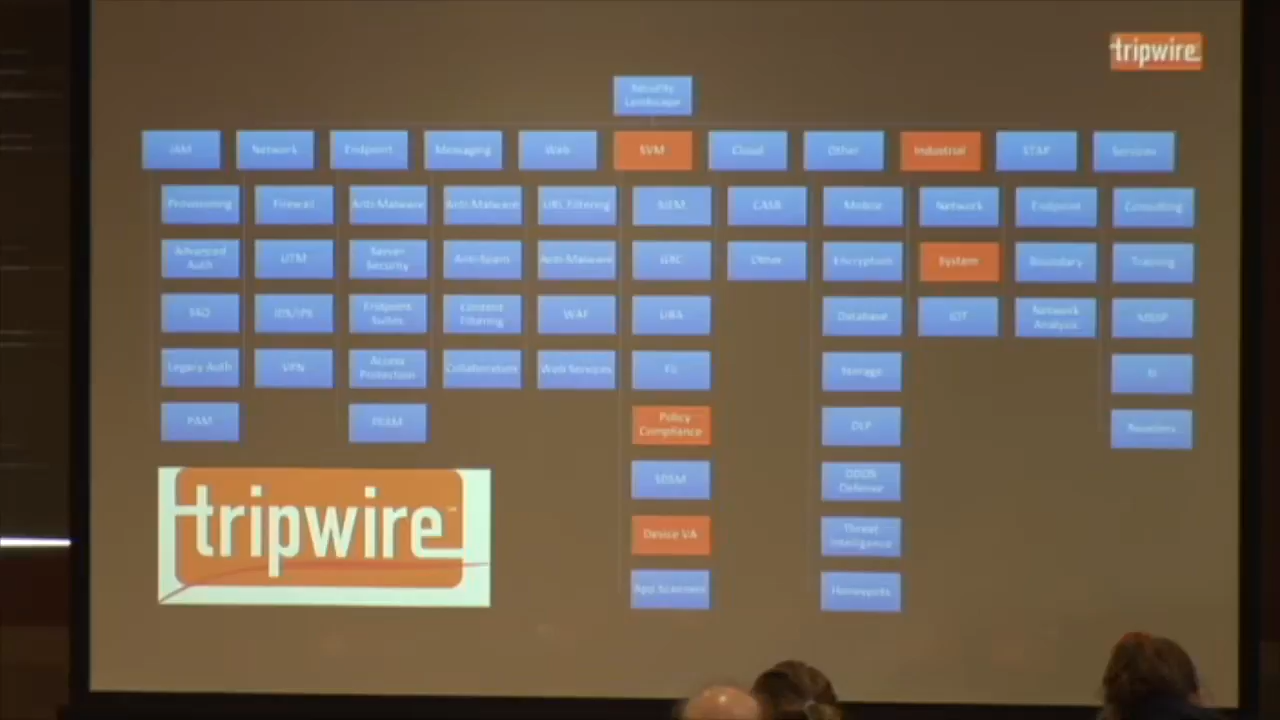 tripwire
Security
Landscape
IAM
Network
Endpoint
Messaging
Web
SVM
Cloud
Other
Industrial
STAP
Services
Provisioning
Firewall
Anti-Malware
Anti-Malware
URL Filtering
SIEM
CASB
Mobile
Network
Endpoint
Consulting
Advanced
Auth
UTM
Server
Security
Anti-Spam
Anti-Malware
GRC
Other
Encryption
System
Boundary
Training
SSO
IDS/IPS
Endpoint
Suites
Content
Filtering
WAF
UBA
Database
IOT
Network
Analysis
MSSP
Legacy Auth
VPN
Access
Protection
Collaboration
Web Services
Storage
PAM
Policy
Compliance
DLP
DDOS
Defense
Device VA
Threat
Intelligence
App Scanners
Honeypots
tripwire